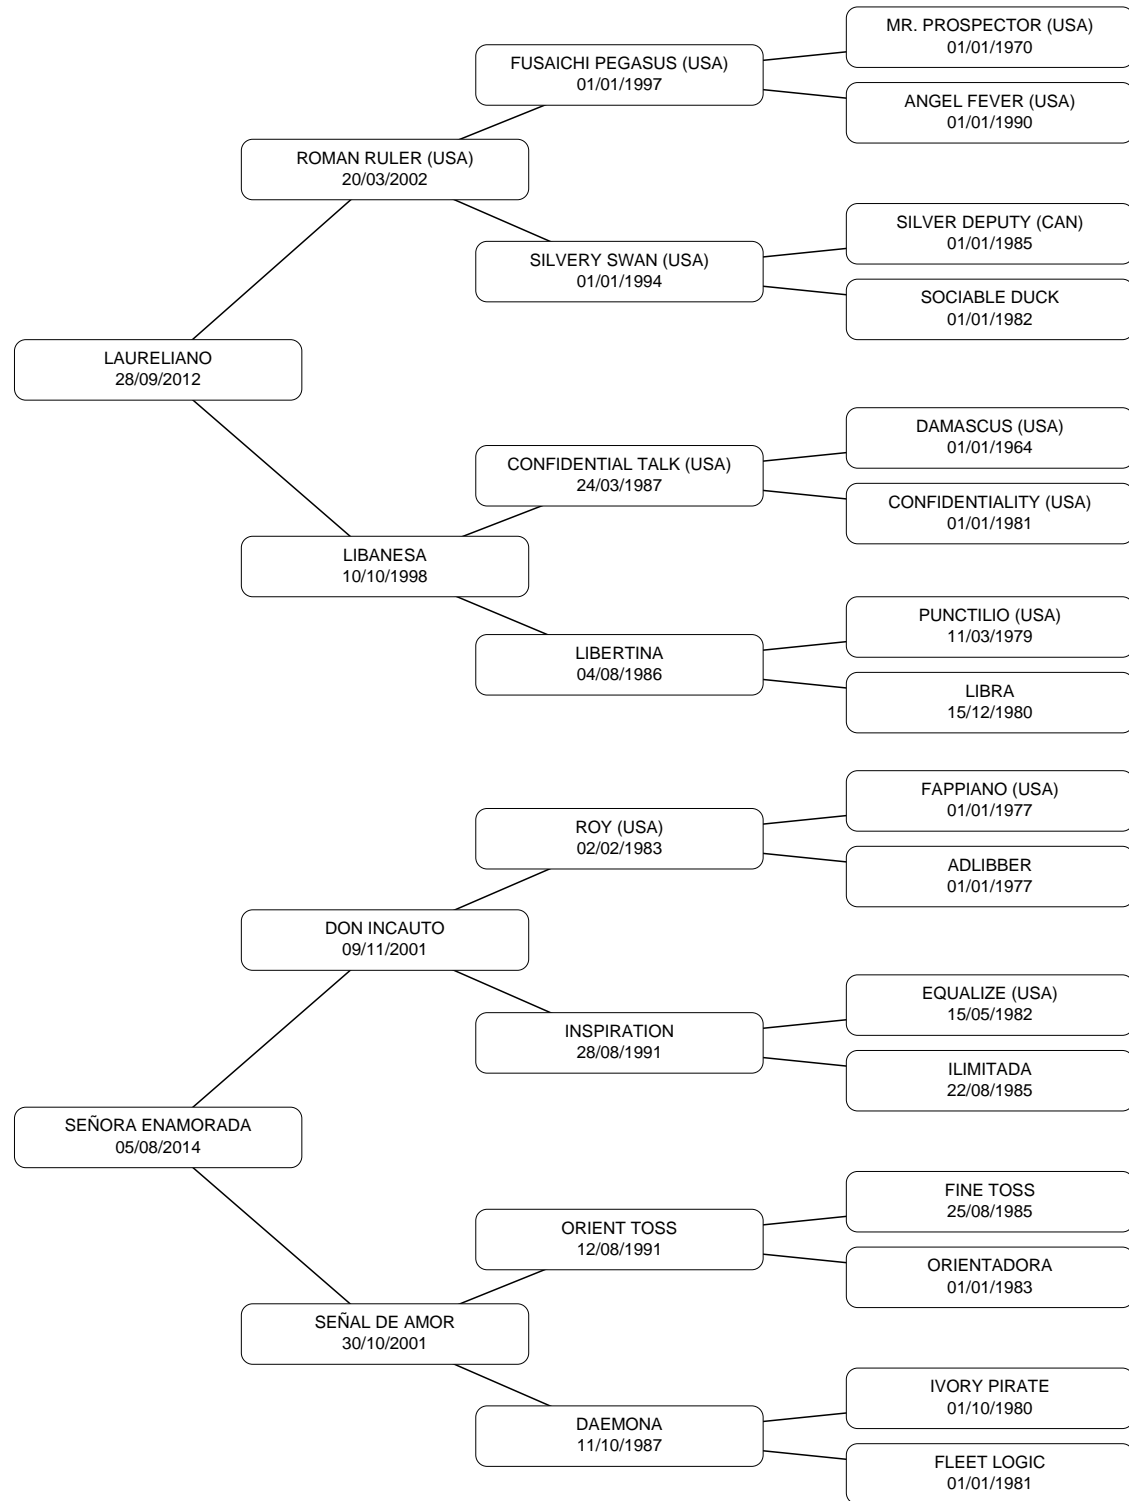 MR. PROSPECTOR (USA)
01/01/1970
FUSAICHI PEGASUS (USA)
01/01/1997
ANGEL FEVER (USA)
01/01/1990
ROMAN RULER (USA)
20/03/2002
SILVER DEPUTY (CAN)
01/01/1985
SILVERY SWAN (USA)
01/01/1994
SOCIABLE DUCK
01/01/1982
LAURELIANO
28/09/2012
DAMASCUS (USA)
01/01/1964
CONFIDENTIAL TALK (USA)
24/03/1987
CONFIDENTIALITY (USA)
01/01/1981
LIBANESA
10/10/1998
PUNCTILIO (USA)
11/03/1979
LIBERTINA
04/08/1986
LIBRA
15/12/1980
FAPPIANO (USA)
01/01/1977
ROY (USA)
02/02/1983
ADLIBBER
01/01/1977
DON INCAUTO
09/11/2001
EQUALIZE (USA)
15/05/1982
INSPIRATION
28/08/1991
ILIMITADA
22/08/1985
SEÑORA ENAMORADA
05/08/2014
FINE TOSS
25/08/1985
ORIENT TOSS
12/08/1991
ORIENTADORA
01/01/1983
SEÑAL DE AMOR
30/10/2001
IVORY PIRATE
01/10/1980
DAEMONA
11/10/1987
FLEET LOGIC
01/01/1981